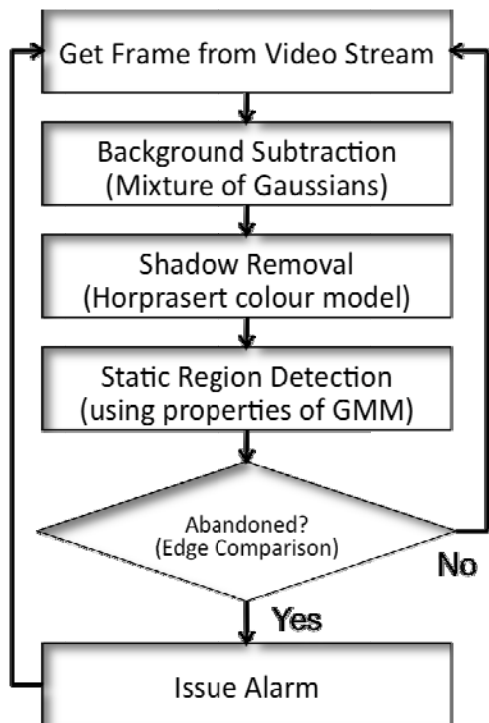 Get Frame from Video Stream
Background Subtraction
(Mixture of Gaussians)
Shadow Removal
(Horprasert colour model)
Static Region Detection
(using properties of GMM)
Abandoned?
(Edge Comparison)
No
Yes
Issue Alarm